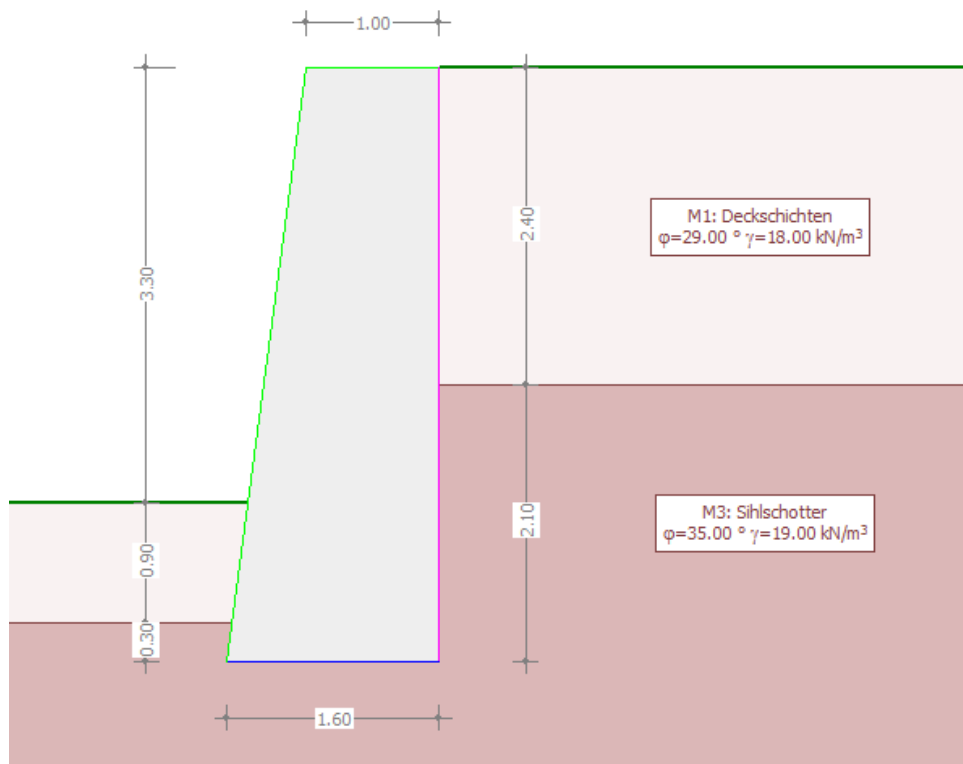 1.00
3.30
2.40
M1: Deckschichten
φ=29.00 ° γ=18.00 kN/m³
2.10
M3: Sihlschotter
φ=35.00 ° γ=19.00 kN/m³
0.90
0.30
1.60